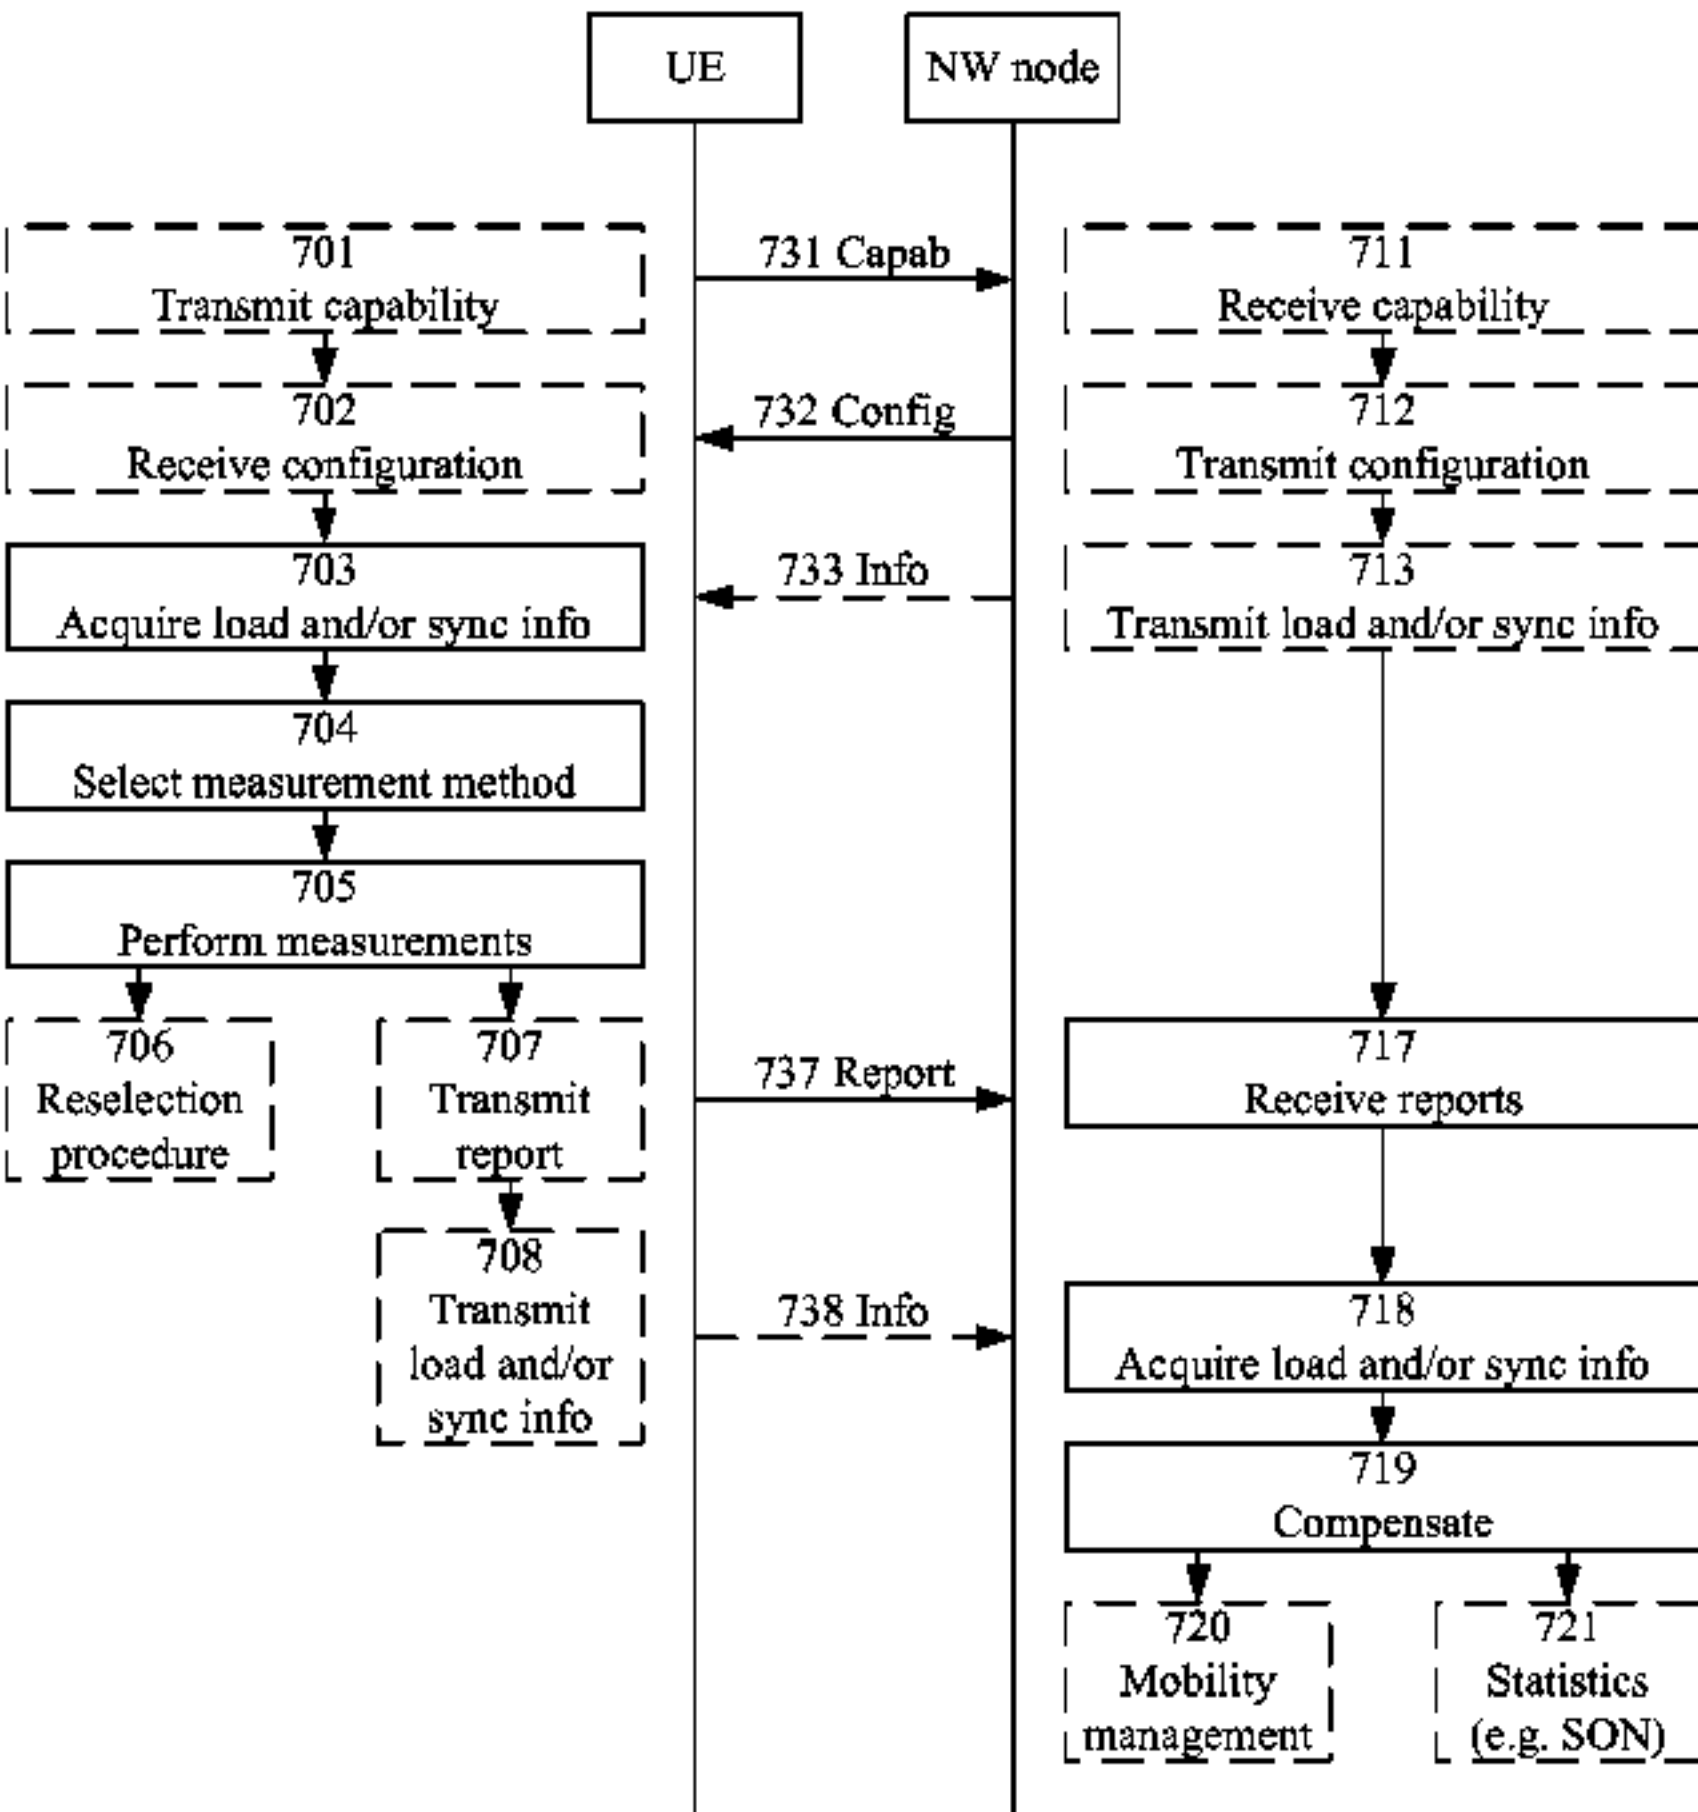 UE
NW node
701
Transmit capability
731 Capab
711
Receive capability
702
Receive configuration
732 Config
712
Transmit configuration
703
Acquire load and/or sync info
733 Info
713
Transmit load and/or sync info
704
Select measurement method
705
Perform measurements
706
Reselection
procedure
707
Transmit
report
737 Report
717
Receive reports
708
Transmit
load and/or
sync info
738 Info
718
Acquire load and/or sync info
719
Compensate
720
Mobility
management
721
Statistics
(e.g. SON)